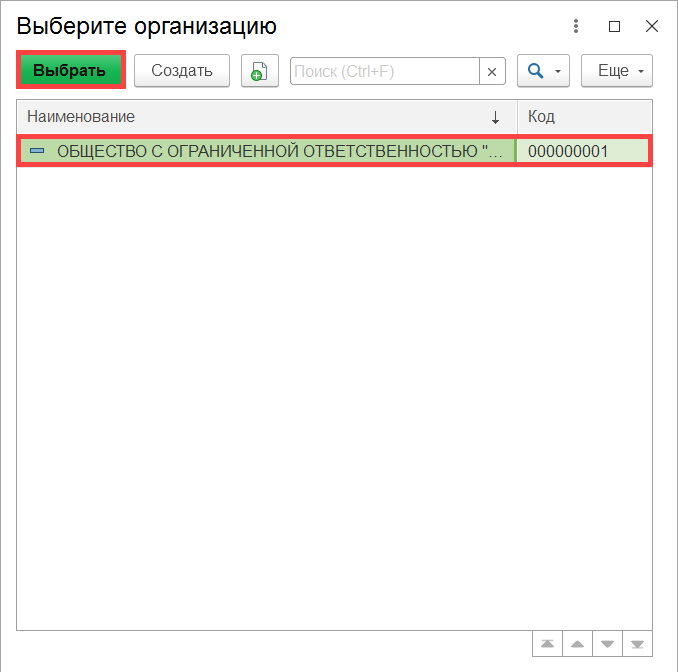 Выберите организацию
Выбрать Создать Поиск (Ctrl+F) Еще
Наименование Код
ОБЩЕСТВО С ОГРАНИЧЕННОЙ ОТВЕТСТВЕННОСТЬЮ "... 000000001